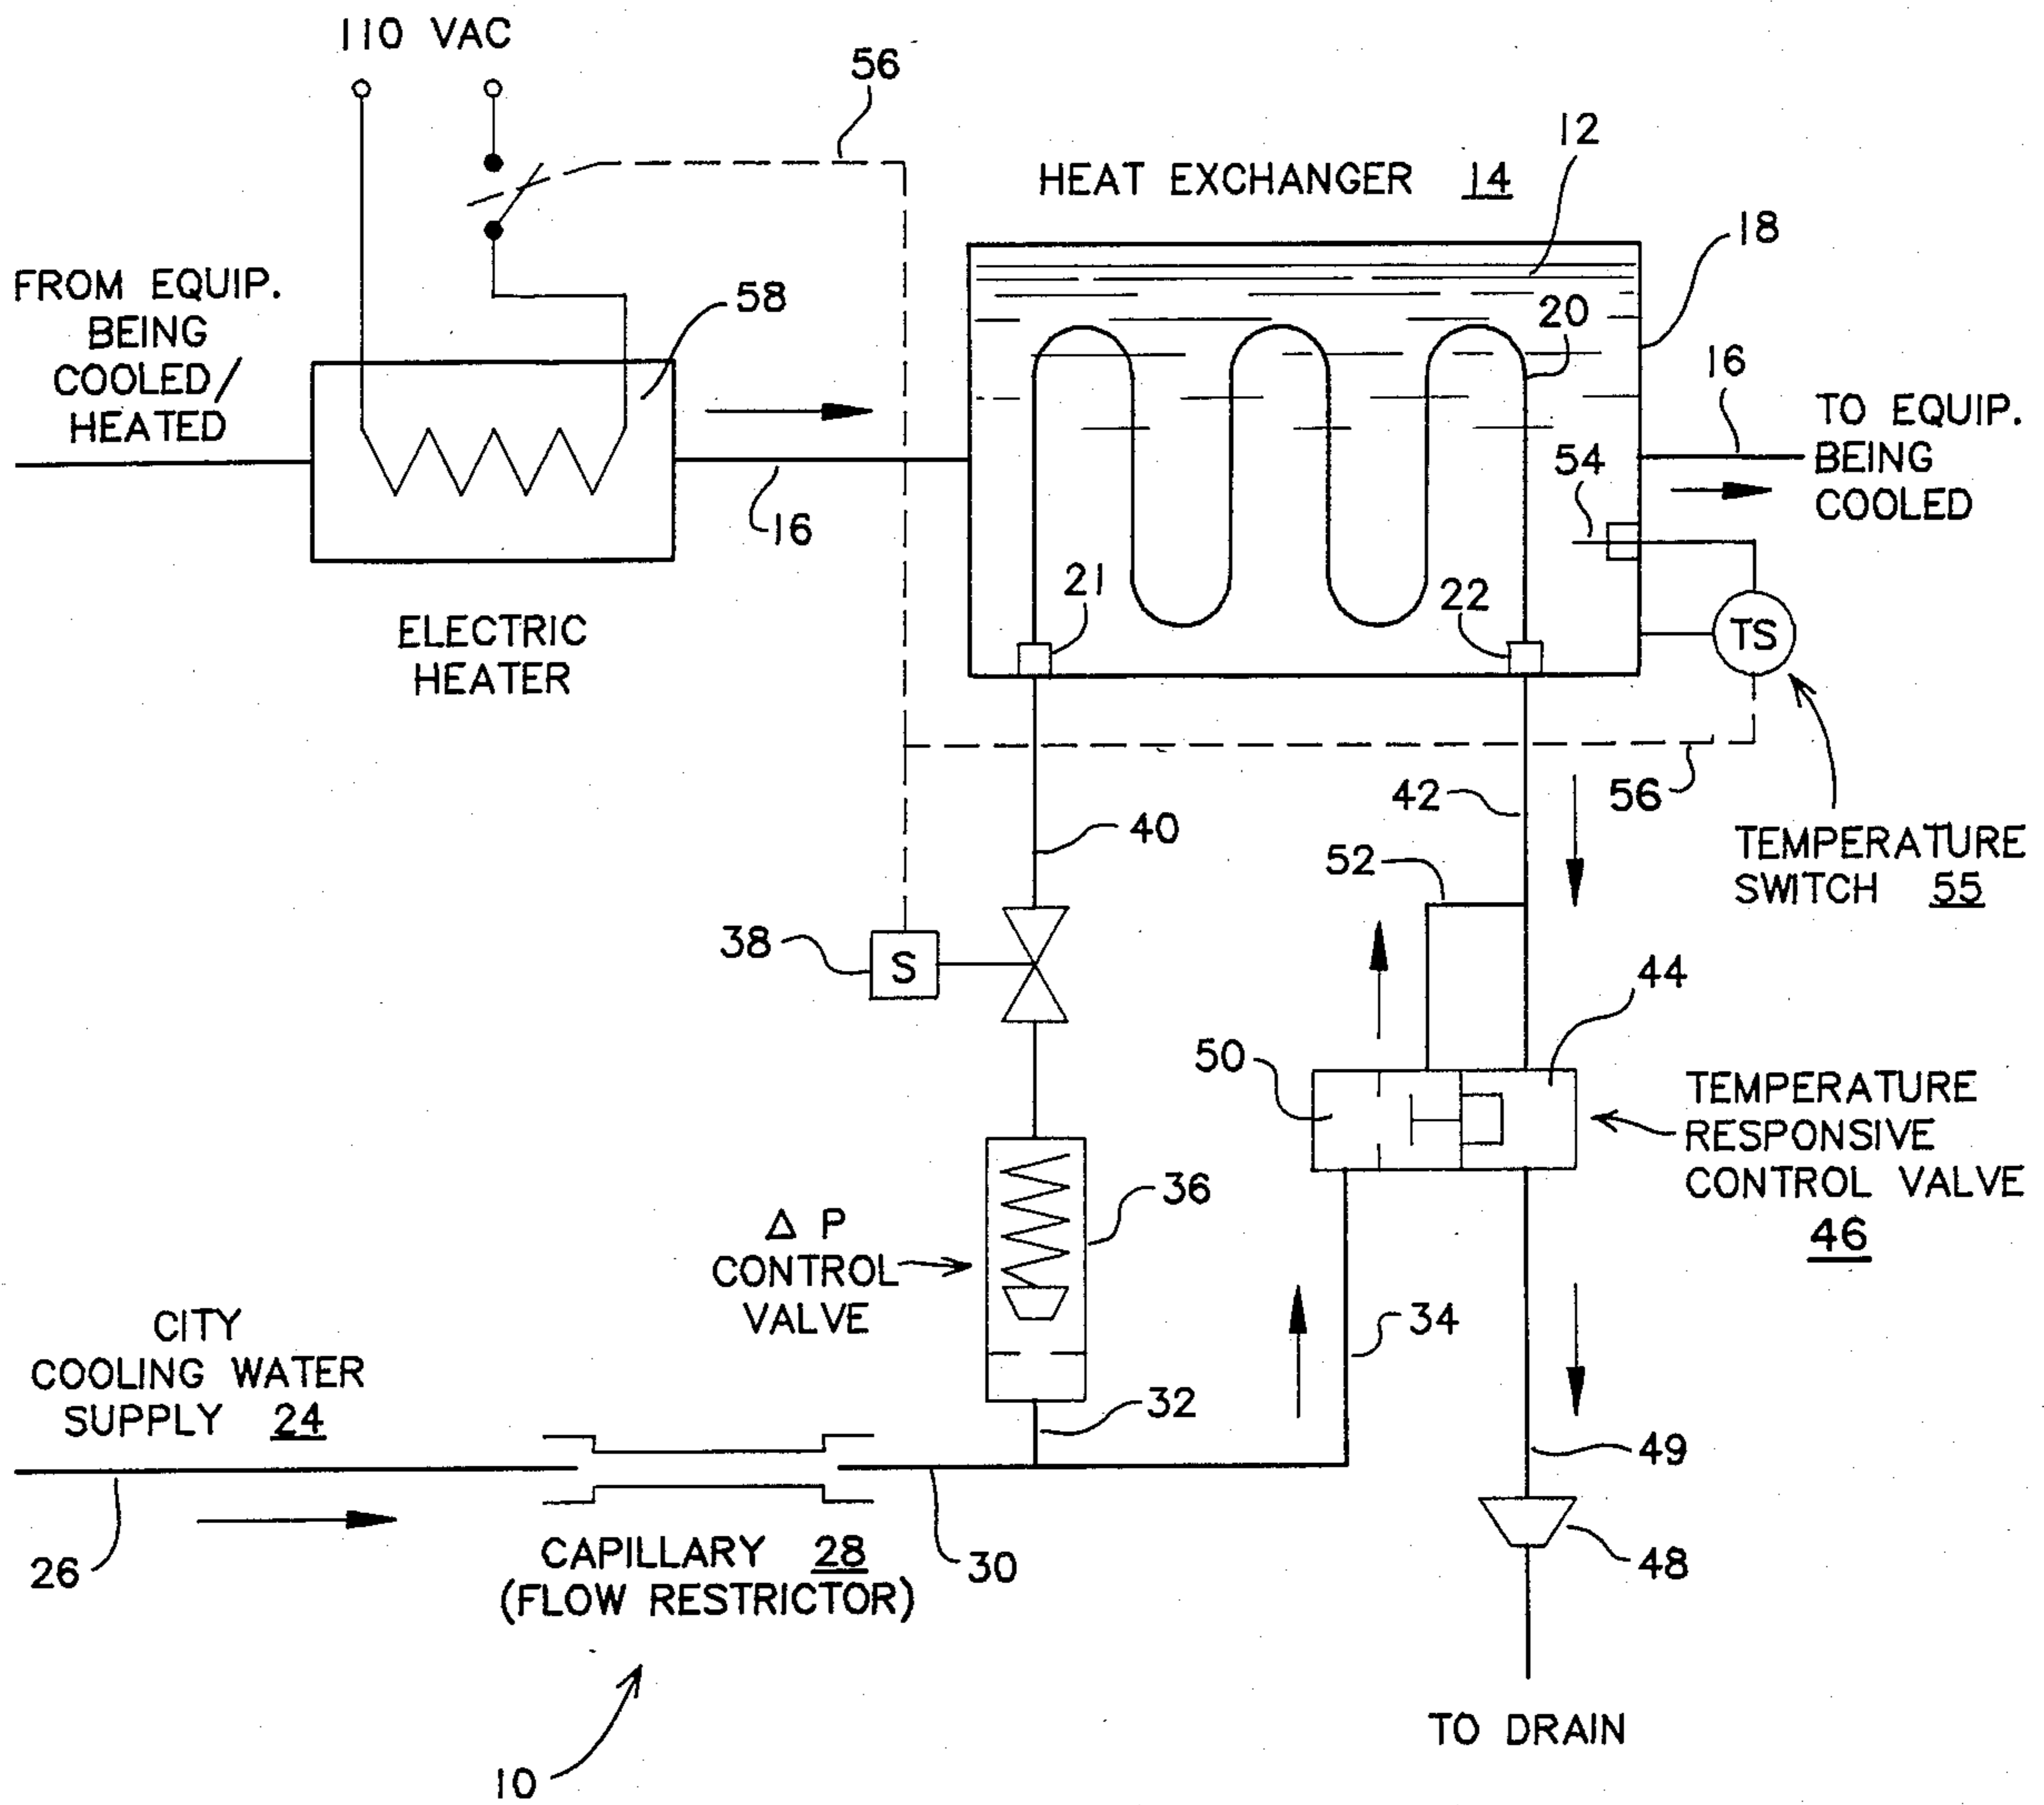 110 VAC
56
12
HEAT EXCHANGER 14
18
FROM EQUIP.
BEING
COOLED/
HEATED
58
20
16
TO EQUIP.
BEING
COOLED
54
16
21
22
TS
ELECTRIC
HEATER
56
42
40
TEMPERATURE
SWITCH 55
52
38
S
44
50
TEMPERATURE
RESPONSIVE
CONTROL VALVE
46
36
Δ P
CONTROL
VALVE
34
CITY
COOLING WATER
SUPPLY 24
32
49
26
CAPILLARY 28
(FLOW RESTRICTOR)
30
48
TO DRAIN
10